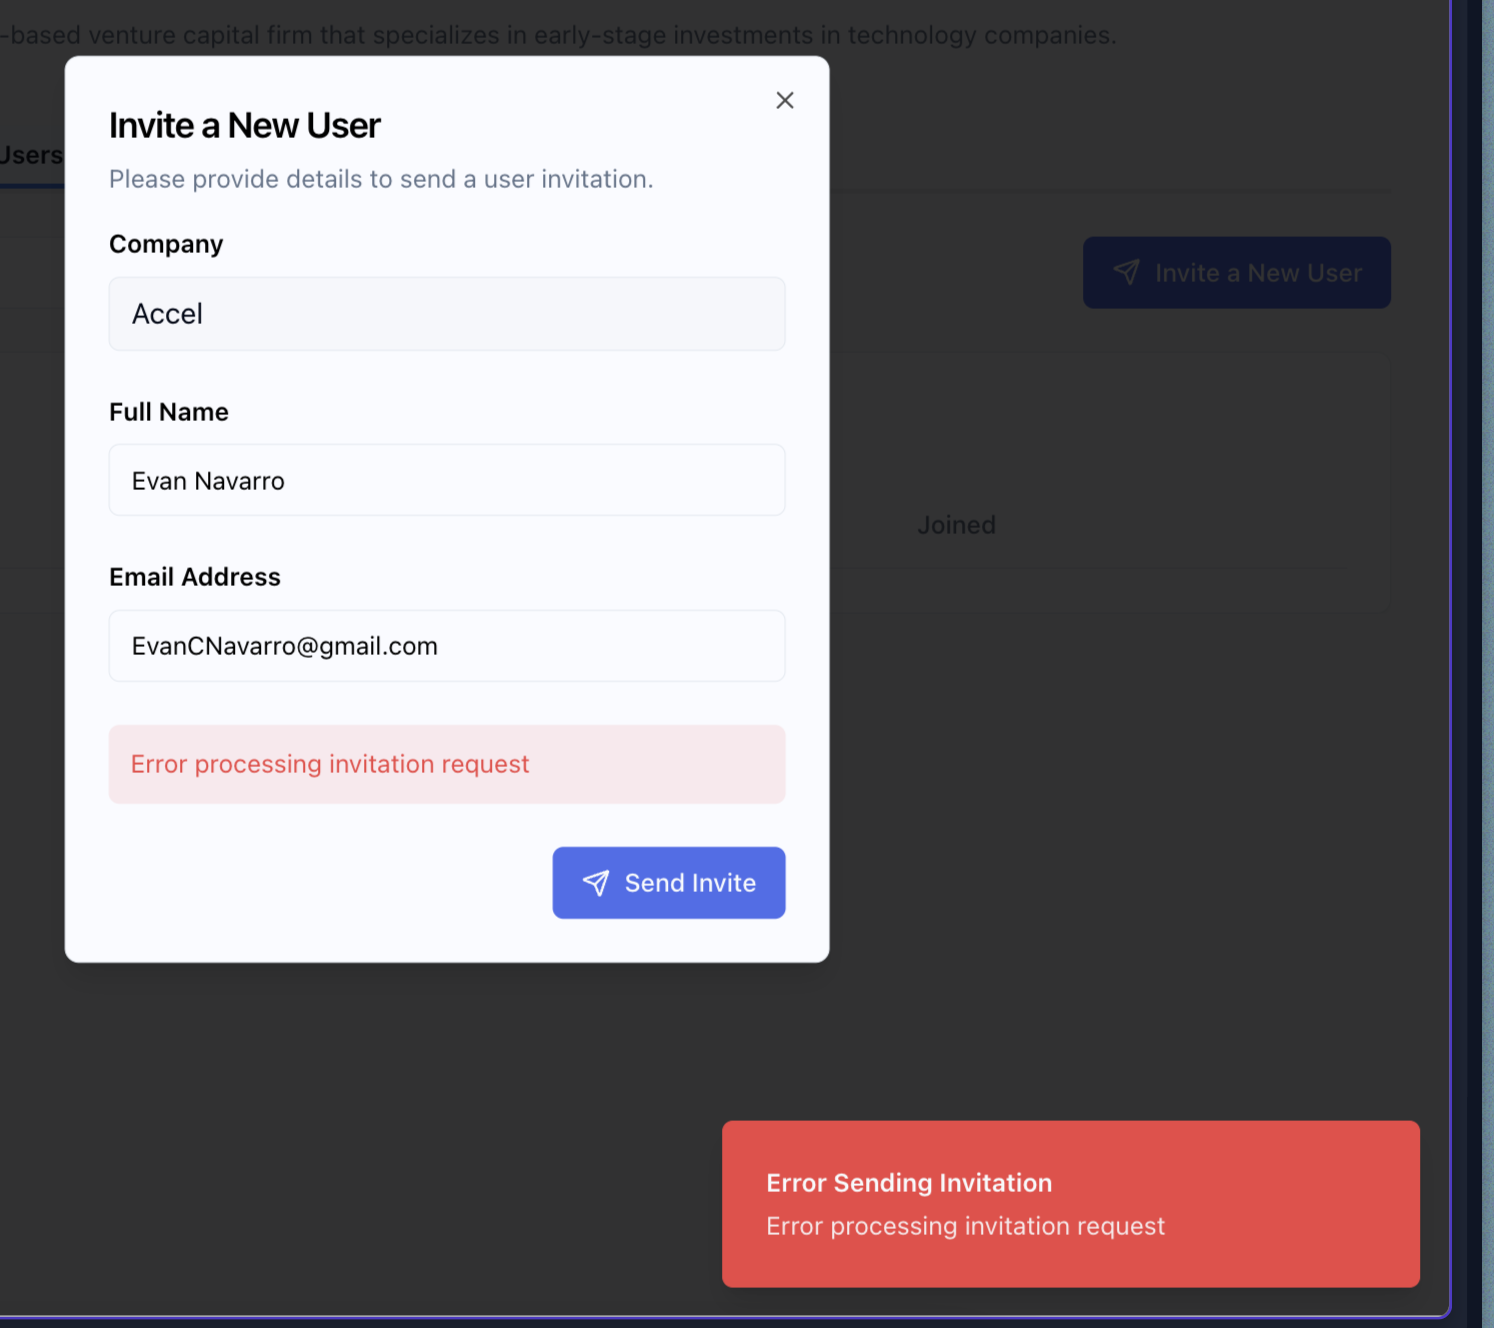 -based venture capital firm that specializes in early-stage investments in technology companies.
Invite a New User
Please provide details to send a user invitation.
Users
Company
Invite a New User
Accel
Full Name
Evan Navarro
Joined
Email Address
EvanCNavarro@gmail.com
Error processing invitation request
Send Invite
Error Sending Invitation
Error processing invitation request